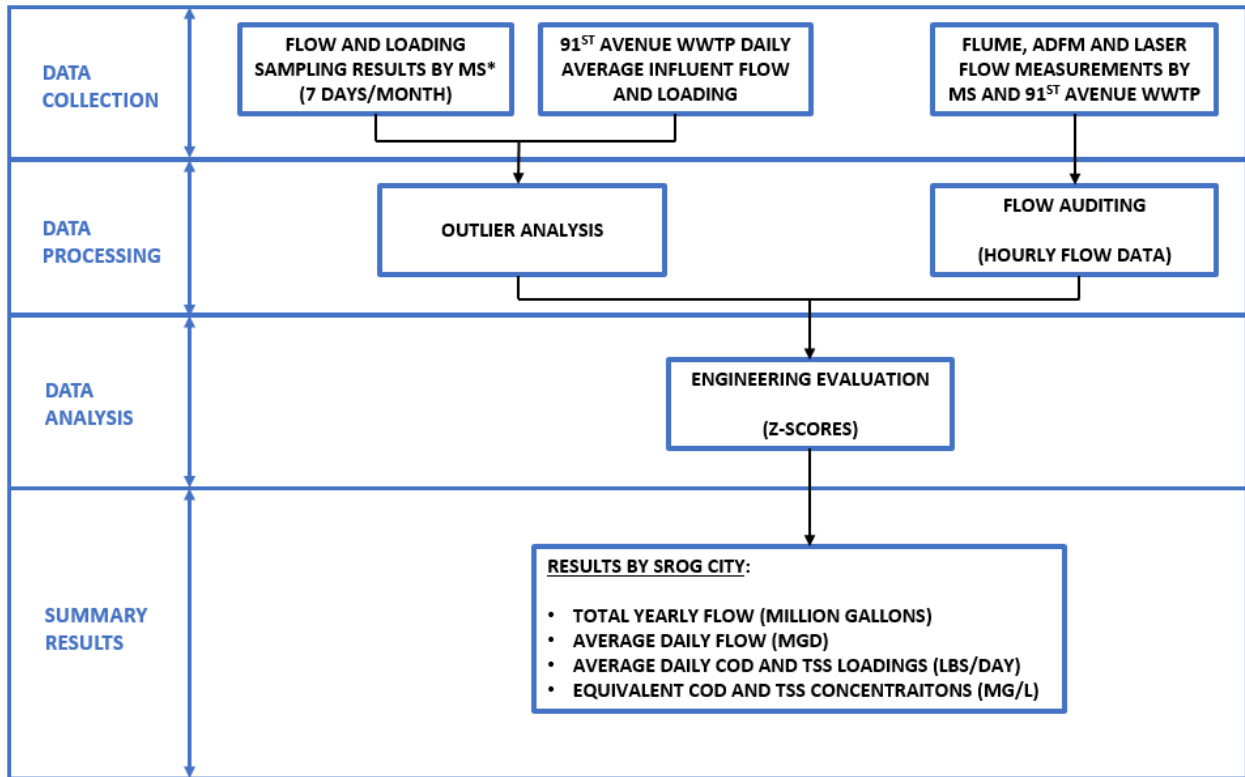 DATA
COLLECTION
FLOW AND LOADING
SAMPLING RESULTS BY MS*
(7 DAYS/MONTH)
91ST AVENUE WWTP DAILY
AVERAGE INFLUENT FLOW
AND LOADING
FLUME, ADFM AND LASER
FLOW MEASUREMENTS BY
MS AND 91ST AVENUE WWTP
DATA
PROCESSING
OUTLIER ANALYSIS
FLOW AUDITING
(HOURLY FLOW DATA)
DATA
ANALYSIS
ENGINEERING EVALUATION
(Z-SCORES)
SUMMARY
RESULTS
RESULTS BY SROG CITY:
• TOTAL YEARLY FLOW (MILLION GALLONS)
• AVERAGE DAILY FLOW (MGD)
• AVERAGE DAILY COD AND TSS LOADINGS (LBS/DAY)
• EQUIVALENT COD AND TSS CONCENTRAITONS (MG/L)